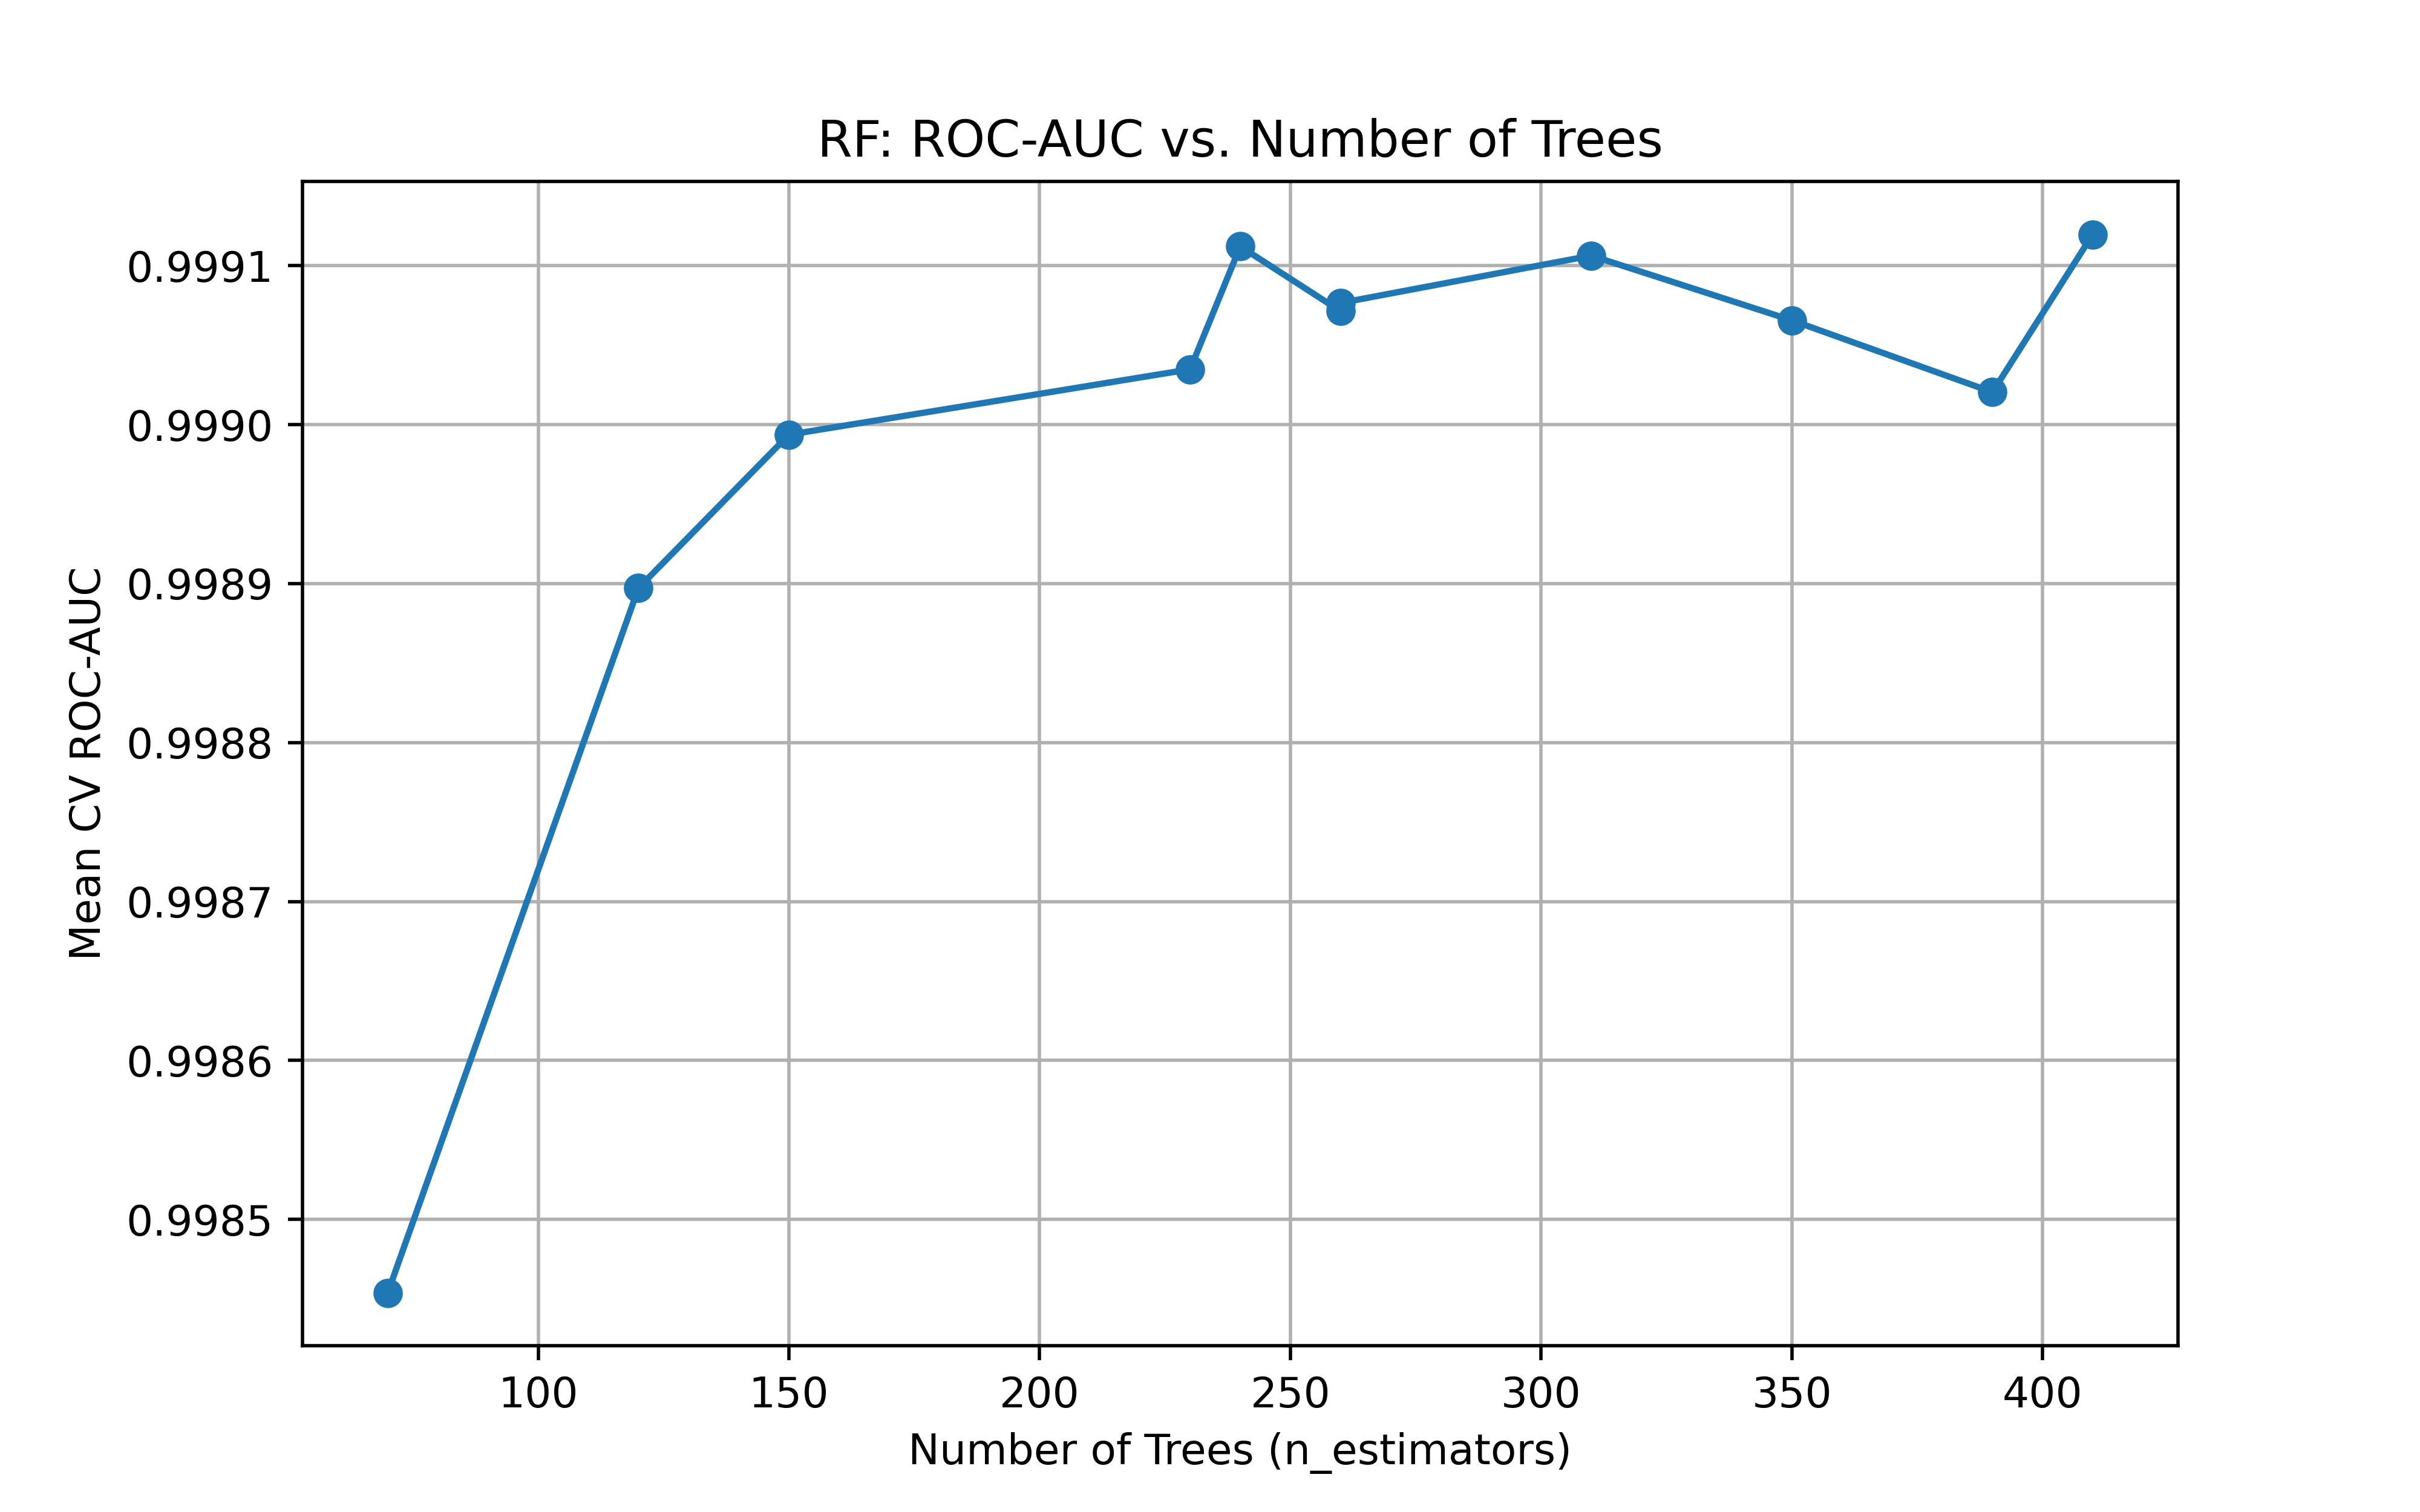 RF: ROC-AUC vs. Number of Trees
Mean CV ROC-AUC
0.9991
0.9990
0.9989
0.9988
0.9987
0.9986
0.9985
100 150 200 250 300 350 400
Number of Trees (n_estimators)